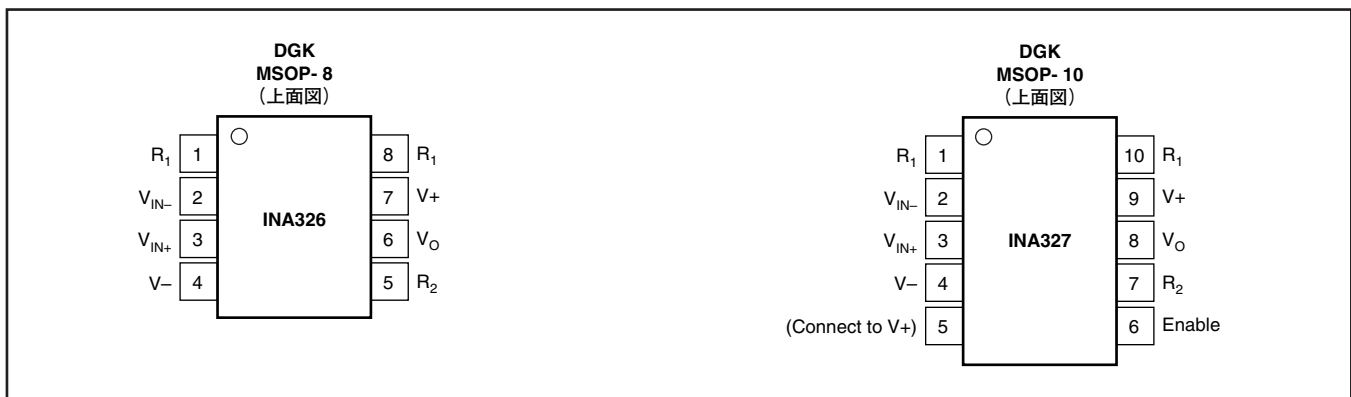 DGK
MSOP- 8
（上面図）
R1 1 8 R1
VIN– 2 7 V+
VIN+ 3 6 VO
V– 4 5 R2
INA326
DGK
MSOP- 10
（上面図）
R1 1 10 R1
VIN– 2 9 V+
VIN+ 3 8 VO
V– 4 7 R2
(Connect to V+) 5 6 Enable
INA327